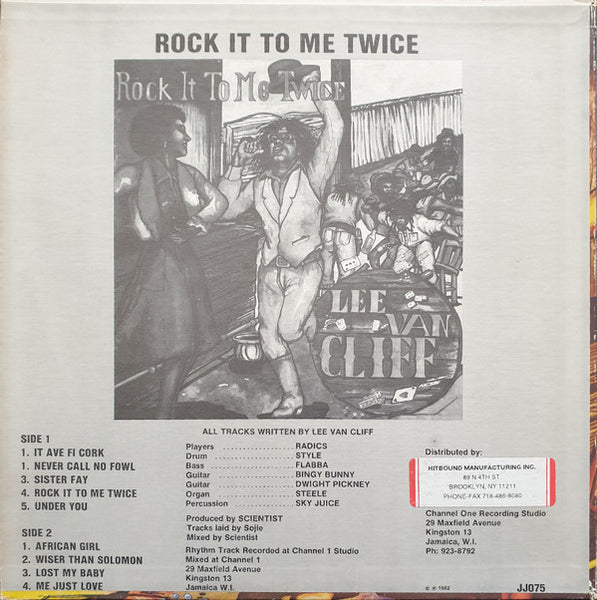 ROCK IT TO ME TWICE
Rock It To Me Twice
LEE
VAN
CLIFF
ALL TRACKS WRITTEN BY LEE VAN CLIFF
SIDE 1
1. IT AVE FI CORK
1. NEVER CALL NO FOWL
3. SISTER FAY
4. ROCK IT TO ME TWICE
5. UNDER YOU
SIDE 2
1. AFRICAN GIRL
2. WISER THAN SOLOMON
3. LOST MY BABY
4. ME JUST LOVE
Players RADICS
Drum STYLE
Bass FLABBA
Guitar BINGY BUNNY
Guitar DWIGHT PICKNEY
Organ STEELE
Percussion SKY JUICE
Produced by SCIENTIST
Tracks laid by Sojie
Mixed by Scientist
Rhythm Track Recorded at Channel 1 Studio
Mixed at Channel 1
29 Maxfield Avenue
Kingston 13
Jamaica W.I.
Distributed by:
HITBOUND MANUFACTURING INC.
89 N 4TH ST.
BROOKLYN, NY 11211
PHONE-FAX 718-486-8080
Channel One Recording Studio
29 Maxfield Avenue
Kingston 13
Jamaica, W.I.
Ph: 923-8792
© ℗ 1982
JJ075